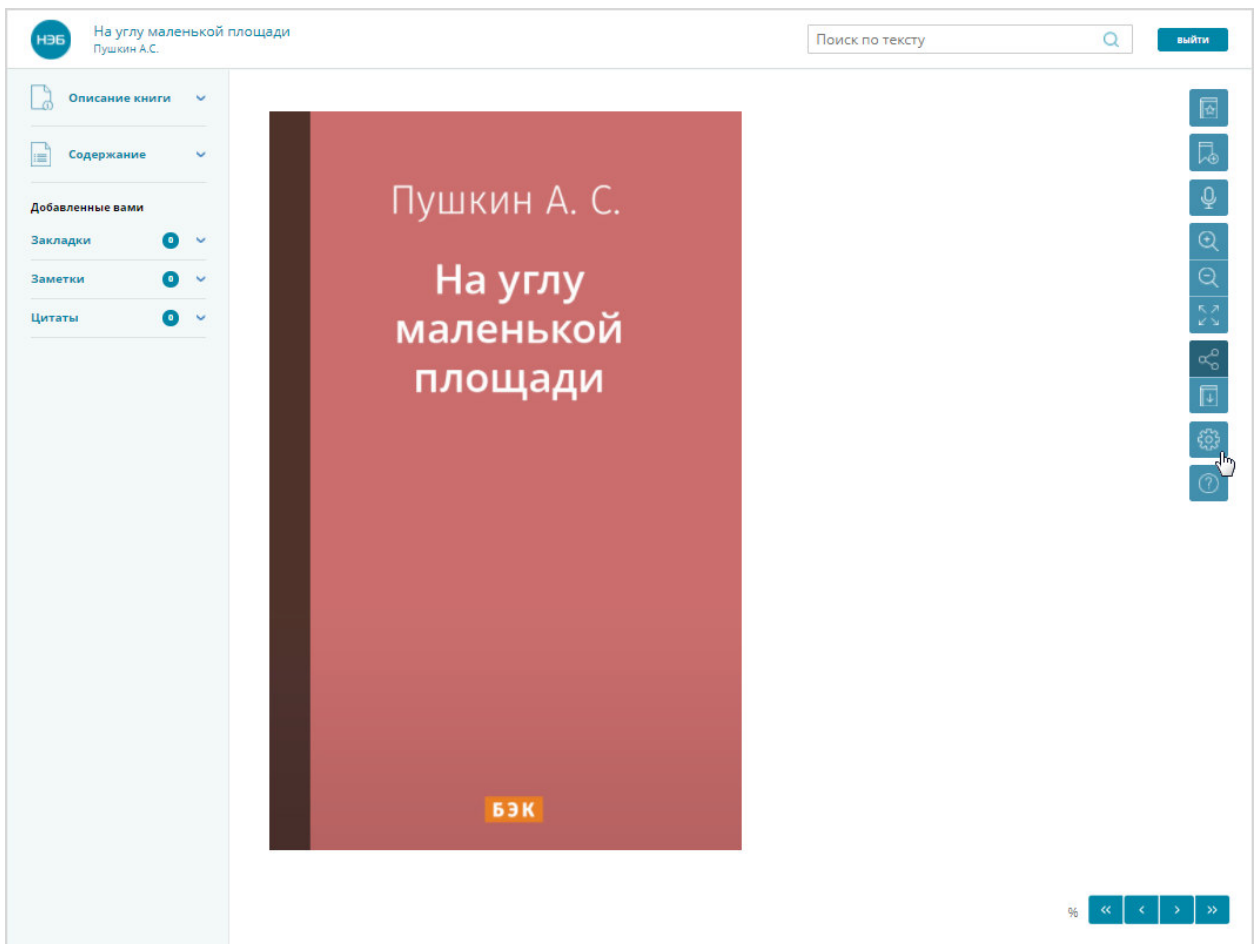 НЭБ
На углу маленькой площади
Пушкин А.С.
Поиск по тексту
выйти
Описание книги
Содержание
Добавленные вами
Закладки 0
Заметки 0
Цитаты 0
Пушкин А. С.
На углу
маленькой
площади
БЭК
%